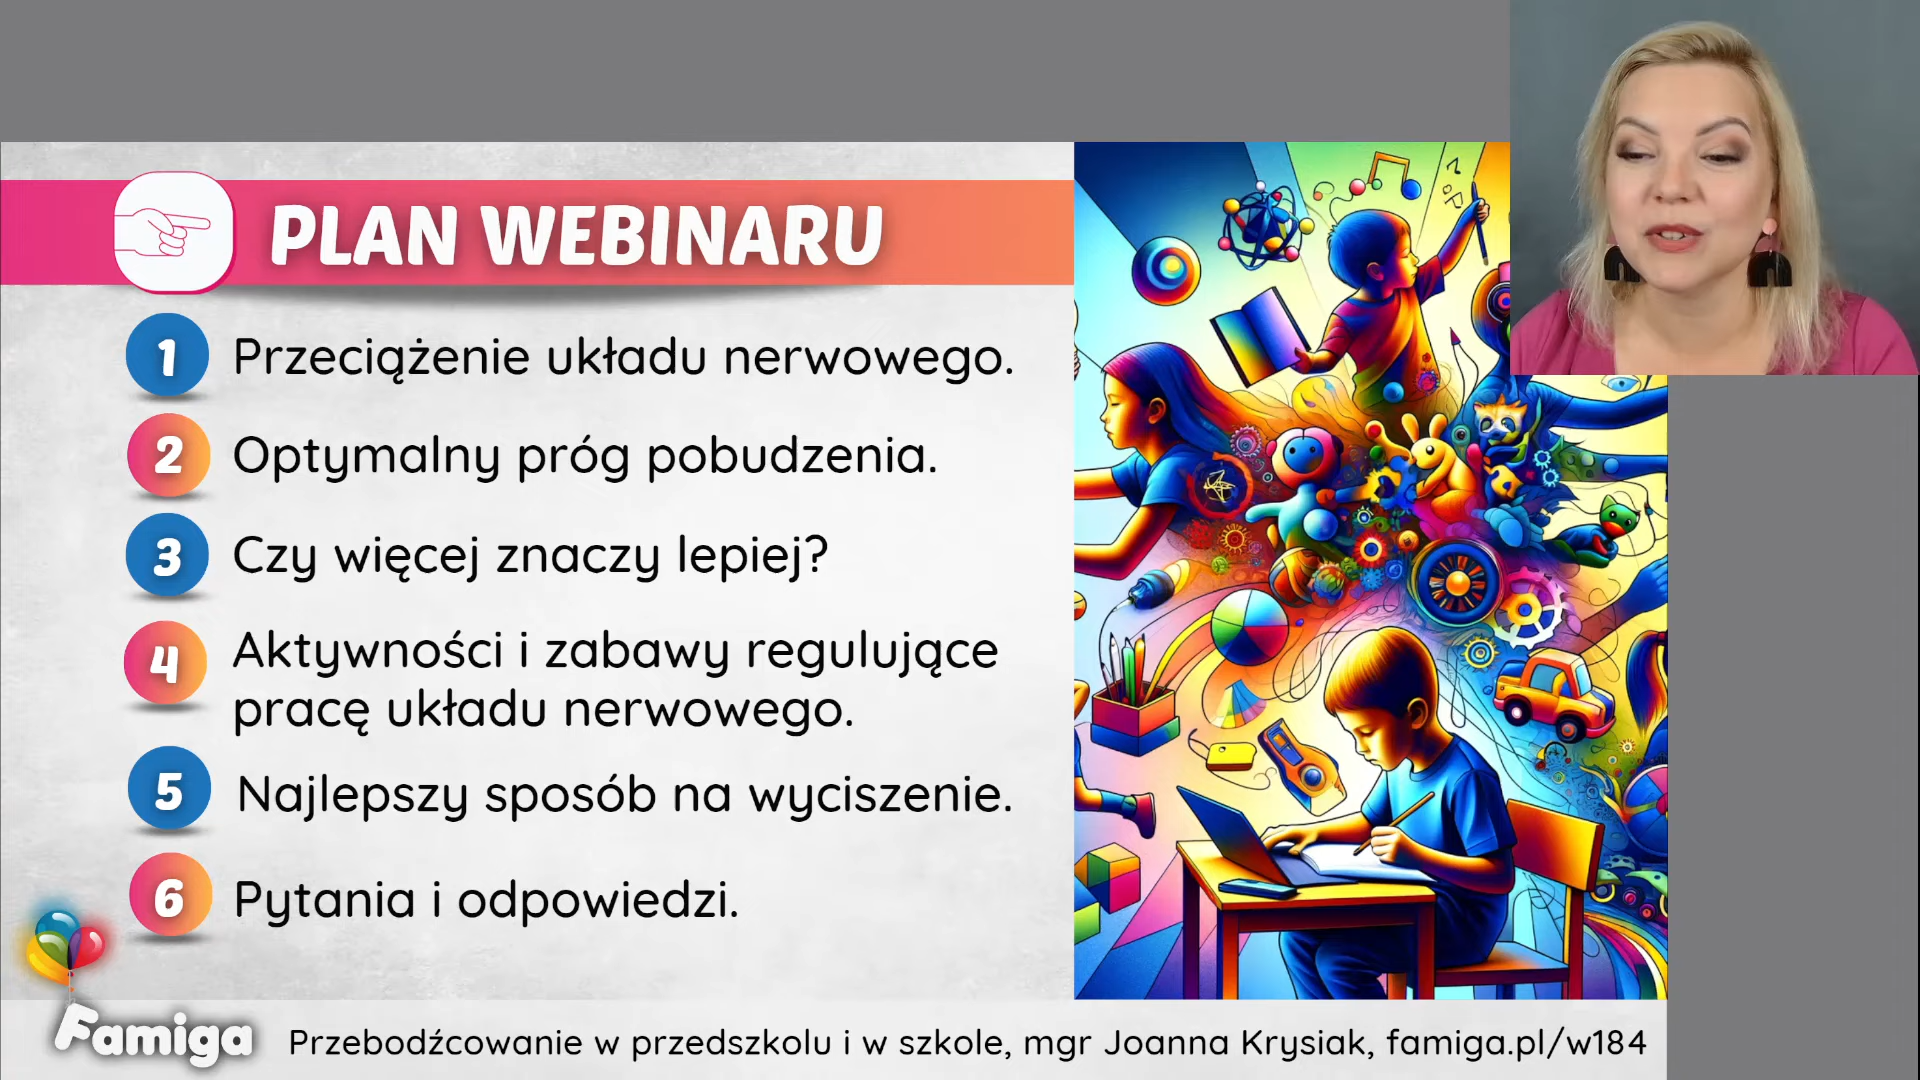 PLAN WEBINARU
1 Przeciążenie układu nerwowego.
2 Optymalny próg pobudzenia.
3 Czy więcej znaczy lepiej?
4 Aktywności i zabawy regulujące
pracę układu nerwowego.
5 Najlepszy sposób na wyciszenie.
6 Pytania i odpowiedzi.
Famiga
Przebodźcowanie w przedszkolu i w szkole, mgr Joanna Krysiak, famiga.pl/w184